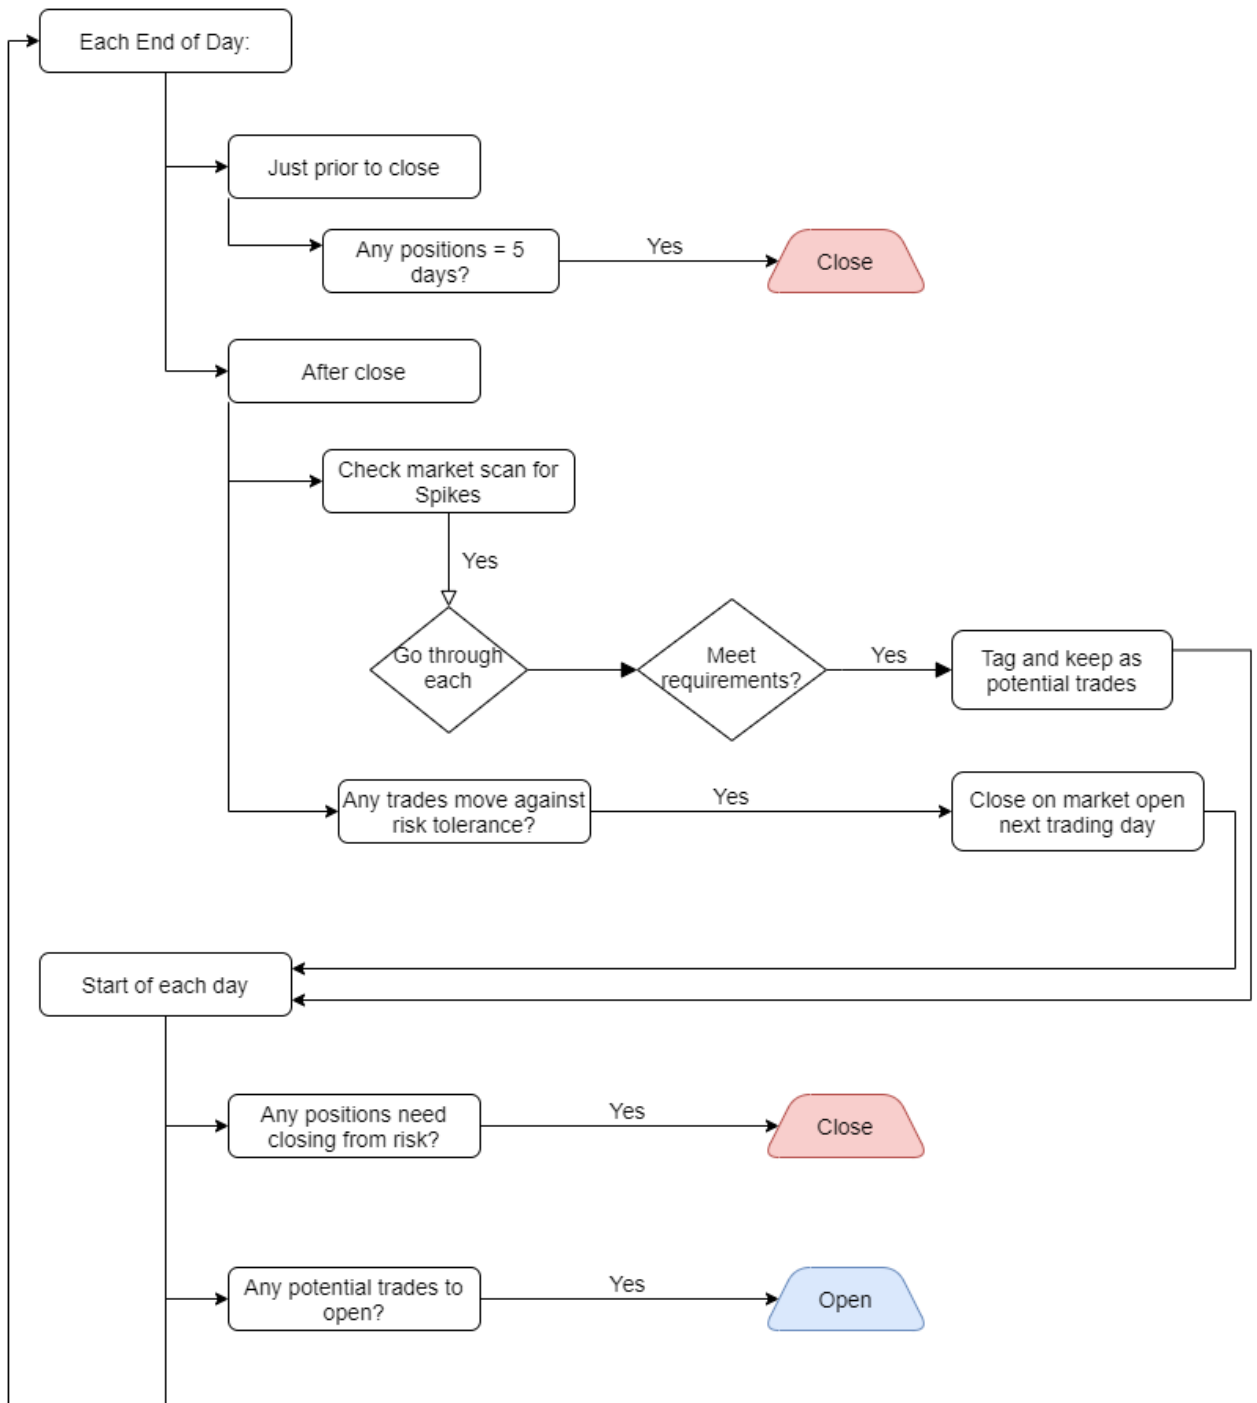 Each End of Day:
Just prior to close
Any positions = 5
days?
Yes
Close
After close
Check market scan for
Spikes
Yes
Go through
each
Meet
requirements?
Yes
Tag and keep as
potential trades
Any trades move against
risk tolerance?
Yes
Close on market open
next trading day
Start of each day
Any positions need
closing from risk?
Yes
Close
Any potential trades to
open?
Yes
Open